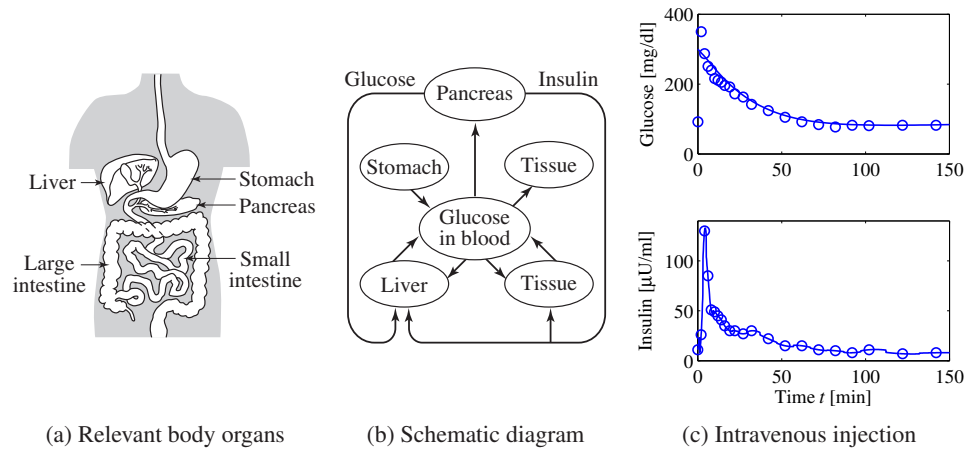 Liver
Stomach
Pancreas
Large
intestine
Small
intestine
(a) Relevant body organs
Glucose
Pancreas
Insulin
Stomach
Tissue
Glucose
in blood
Liver
Tissue
(b) Schematic diagram
Glucose [mg/dl]
400
200
0
0 50 100 150
Insulin [µU/ml]
100
50
0
0 50 100 150
Time t [min]
(c) Intravenous injection